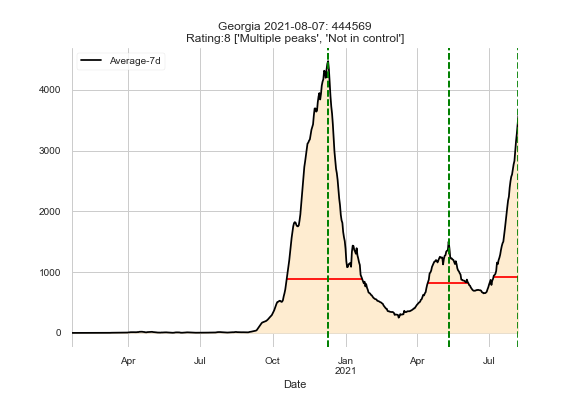 Georgia 2021-08-07: 444569
Rating:8 ['Multiple peaks', 'Not in control']
Average-7d
4000
3000
2000
1000
0
Apr Jul Oct Jan Apr Jul
2021
Date